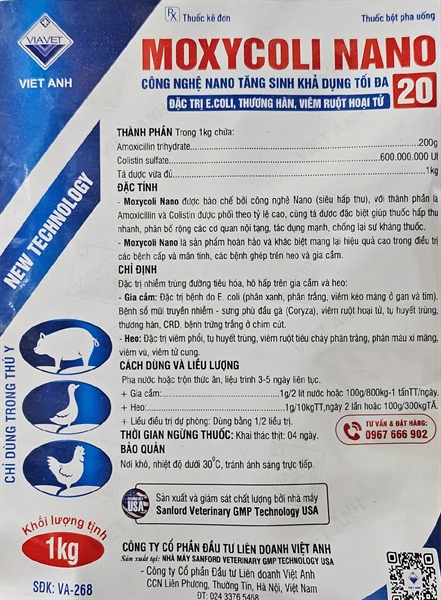 VIAVET
VIET ANH
Rx Thuốc kê đơn
Thuốc bột pha uống
MOXYCOLI NANO
CÔNG NGHỆ NANO TĂNG SINH KHẢ DỤNG TỐI ĐA
ĐẶC TRỊ E.COLI, THƯƠNG HÀN, VIÊM RUỘT HOẠI TỬ
20
THÀNH PHẦN Trong 1kg chứa:
Amoxicillin trihydrate 200g
Colistin sulfate 600.000.000 UI
Tá dược vừa đủ 1kg
ĐẶC TÍNH
- Moxycoli Nano được bào chế bởi công nghệ Nano (siêu hấp thu), với thành phần là
Amoxicillin và Colistin được phối theo tỷ lệ cao, cùng tá dược đặc biệt giúp thuốc hấp thu
nhanh, phân bố rộng các cơ quan nội tạng, tác dụng mạnh, chống lại sự kháng thuốc.
- Moxycoli Nano là sản phẩm hoàn hảo và khác biệt mang lại hiệu quả cao trong điều trị
các bệnh cấp và mãn tính, các bệnh ghép trên heo và gia cầm.
CHỈ ĐỊNH
Đặc trị nhiễm trùng đường tiêu hóa, hô hấp trên gia cầm và heo:
- Gia cầm: Đặc trị bệnh do E. coli (phân xanh, phân trắng, viêm kéo màng ở gan và tim).
Bệnh sổ mũi truyền nhiễm - sưng phù đầu gà (Coryza), viêm ruột hoại tử, tụ huyết trùng,
thương hàn, CRD, bệnh trứng trắng ở chim cút.
- Heo: Đặc trị viêm phổi, tụ huyết trùng, viêm ruột tiêu chảy phân trắng, phân màu xi măng,
viêm vú, viêm tử cung.
CÁCH DÙNG VÀ LIỀU LƯỢNG
Pha nước hoặc trộn thức ăn, liệu trình 3-5 ngày liên tục.
+ Gia cầm: 1g/2 lít nước hoặc 100g/800kg-1 tấnTT/ngày.
+ Heo: 1g/10kgTT,ngày 2 lần hoặc 100g/300kgTĂ.
+ Liều điều trị dự phòng: Dùng bằng 1/2 liều trị.
THỜI GIAN NGỪNG THUỐC: Khai thác thịt: 04 ngày.
BẢO QUẢN
Nơi khô, nhiệt độ dưới 30°C, tránh ánh sáng trực tiếp.
TƯ VẤN & ĐẶT HÀNG:
0967 666 902
NEW TECHNOLOGY
CHỈ DÙNG TRONG THÚ Y
Khối lượng tịnh
1kg
SĐK: VA-268
USA
Sản xuất và giám sát chất lượng bởi nhà máy
Sanford Veterinary GMP Technology USA
CÔNG TY CỔ PHẦN ĐẦU TƯ LIÊN DOANH VIỆT ANH
Sản xuất tại: NHÀ MÁY SANFORD VETERINARY GMP TECHNOLOGY USA
- Công ty Cổ phần Đầu tư Liên doanh Việt Anh
CCN Liên Phương, Thường Tín, Hà Nội, Việt Nam
ĐT: 024 3376 5468